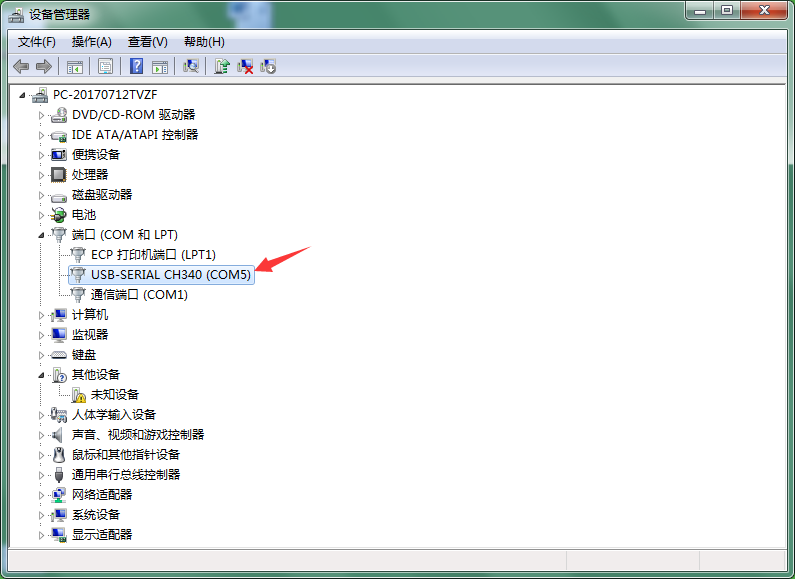 设备管理器
文件(F) 操作(A) 查看(V) 帮助(H)
PC-20170712TVZF
DVD/CD-ROM 驱动器
IDE ATA/ATAPI 控制器
便携设备
处理器
磁盘驱动器
电池
端口 (COM 和 LPT)
ECP 打印机端口 (LPT1)
USB-SERIAL CH340 (COM5)
通信端口 (COM1)
计算机
监视器
键盘
其他设备
未知设备
人体学输入设备
声音、视频和游戏控制器
鼠标和其他指针设备
通用串行总线控制器
网络适配器
系统设备
显示适配器